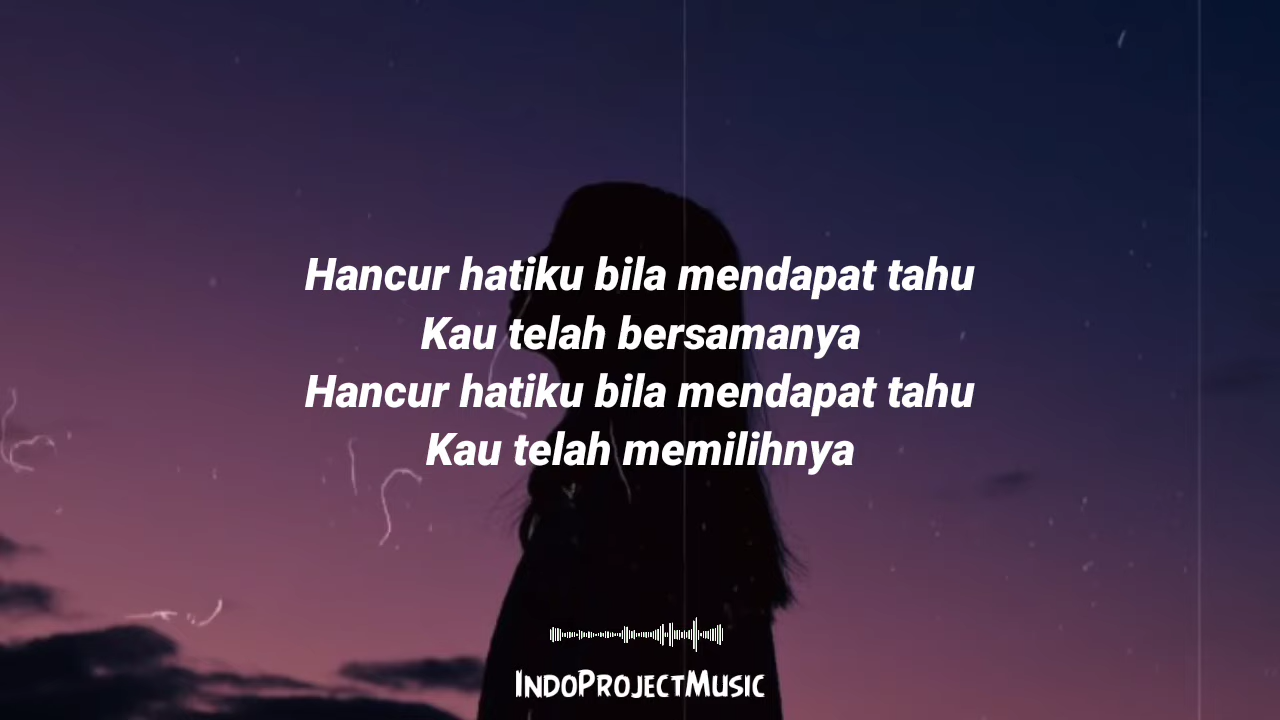 Hancur hatiku bila mendapat tahu
Kau telah bersamanya
Hancur hatiku bila mendapat tahu
Kau telah memilihnya
IndoProjectMusic